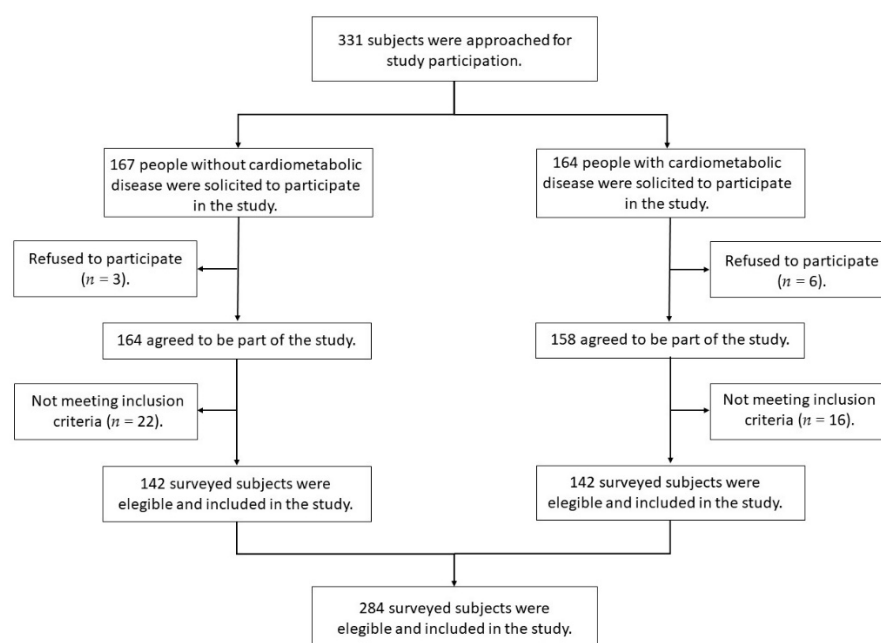 331 subjects were approached for
study participation.
167 people without cardiometabolic
disease were solicited to participate
in the study.
164 people with cardiometabolic
disease were solicited to participate
in the study.
Refused to participate
(n = 3).
Refused to participate
(n = 6).
164 agreed to be part of the study.
158 agreed to be part of the study.
Not meeting inclusion
criteria (n = 22).
Not meeting inclusion
criteria (n = 16).
142 surveyed subjects were
elegible and included in the study.
142 surveyed subjects were
elegible and included in the study.
284 surveyed subjects were
elegible and included in the study.